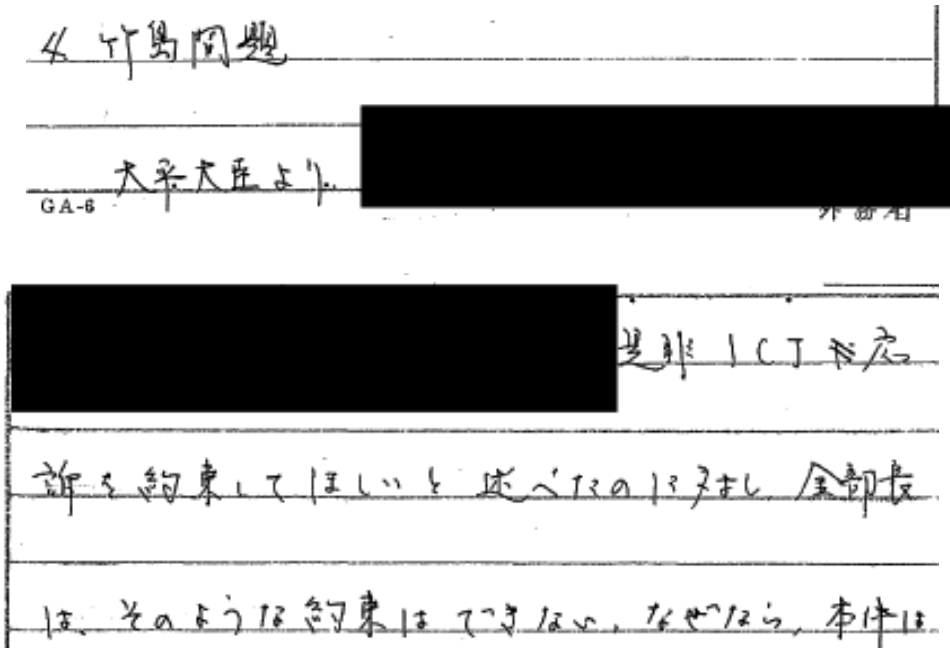 4. 竹島問題
大平大臣より、
GA-6 外務省
是非ICJ応
訴を約束してほしいと述べたのに対し、金部長
は、そのような約束はできない、なぜなら、本件は